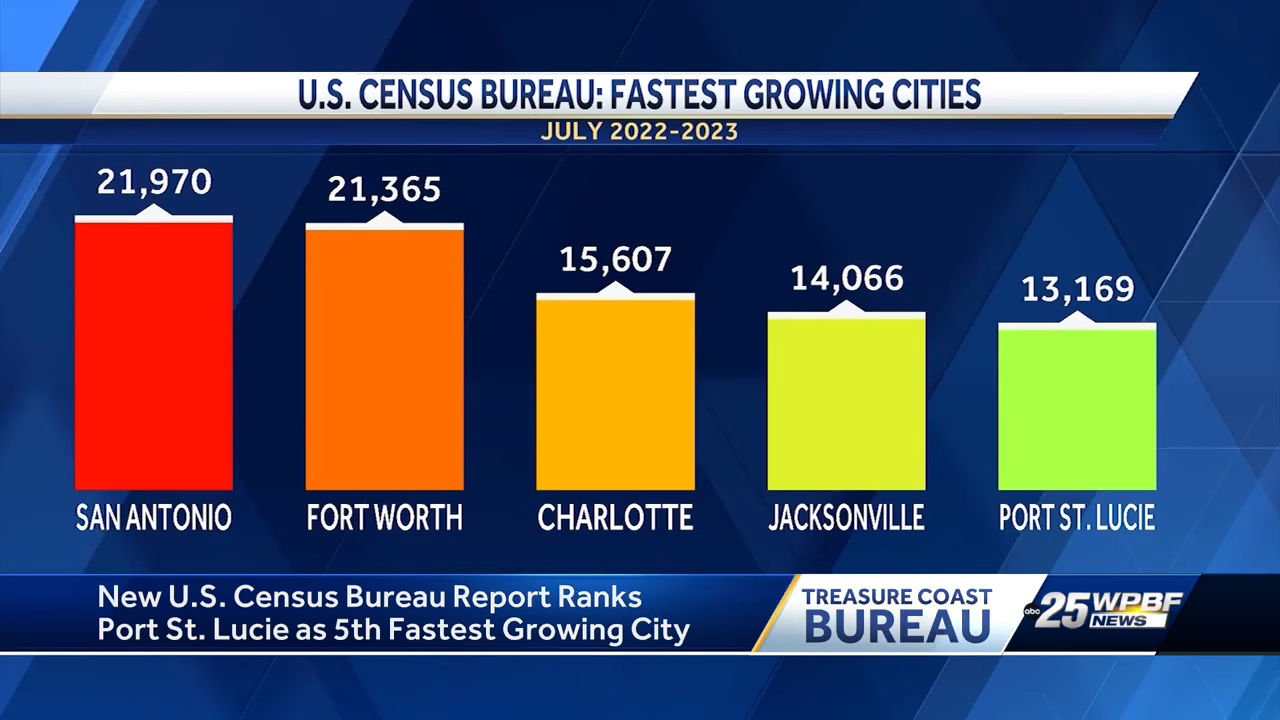 U.S. CENSUS BUREAU: FASTEST GROWING CITIES
JULY 2022-2023
21,970
21,365
15,607
14,066
13,169
SAN ANTONIO
FORT WORTH
CHARLOTTE
JACKSONVILLE
PORT ST. LUCIE
New U.S. Census Bureau Report Ranks
Port St. Lucie as 5th Fastest Growing City
TREASURE COAST
BUREAU
abc 25 WPBF
NEWS